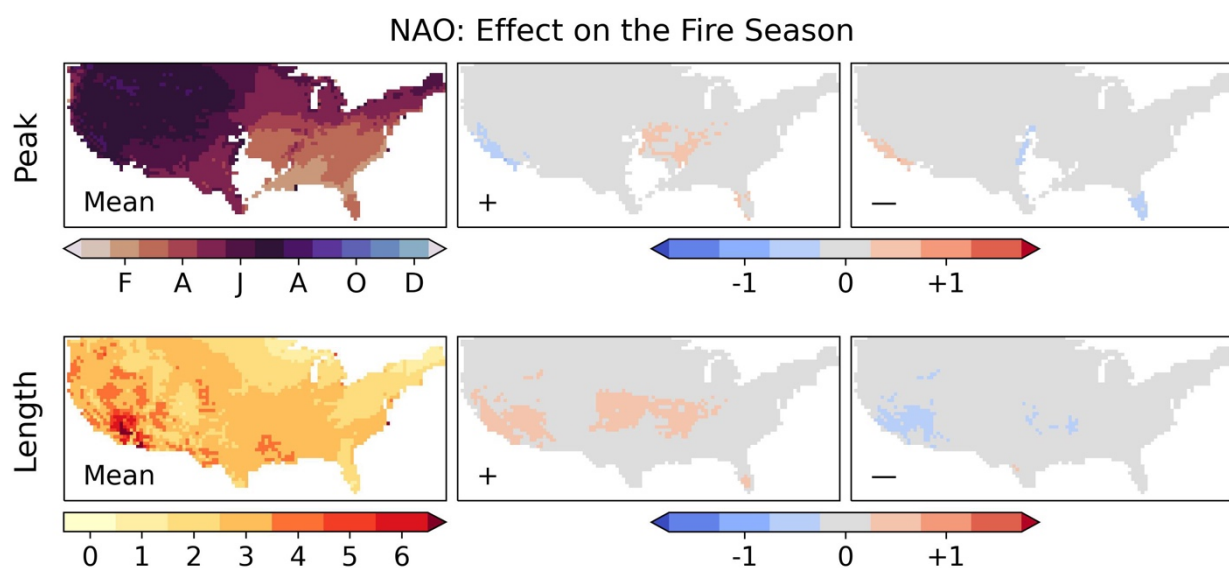 NAO: Effect on the Fire Season
Peak
Mean
+
—
F A J A O D
-1 0 +1
Length
Mean
+
—
0 1 2 3 4 5 6
-1 0 +1